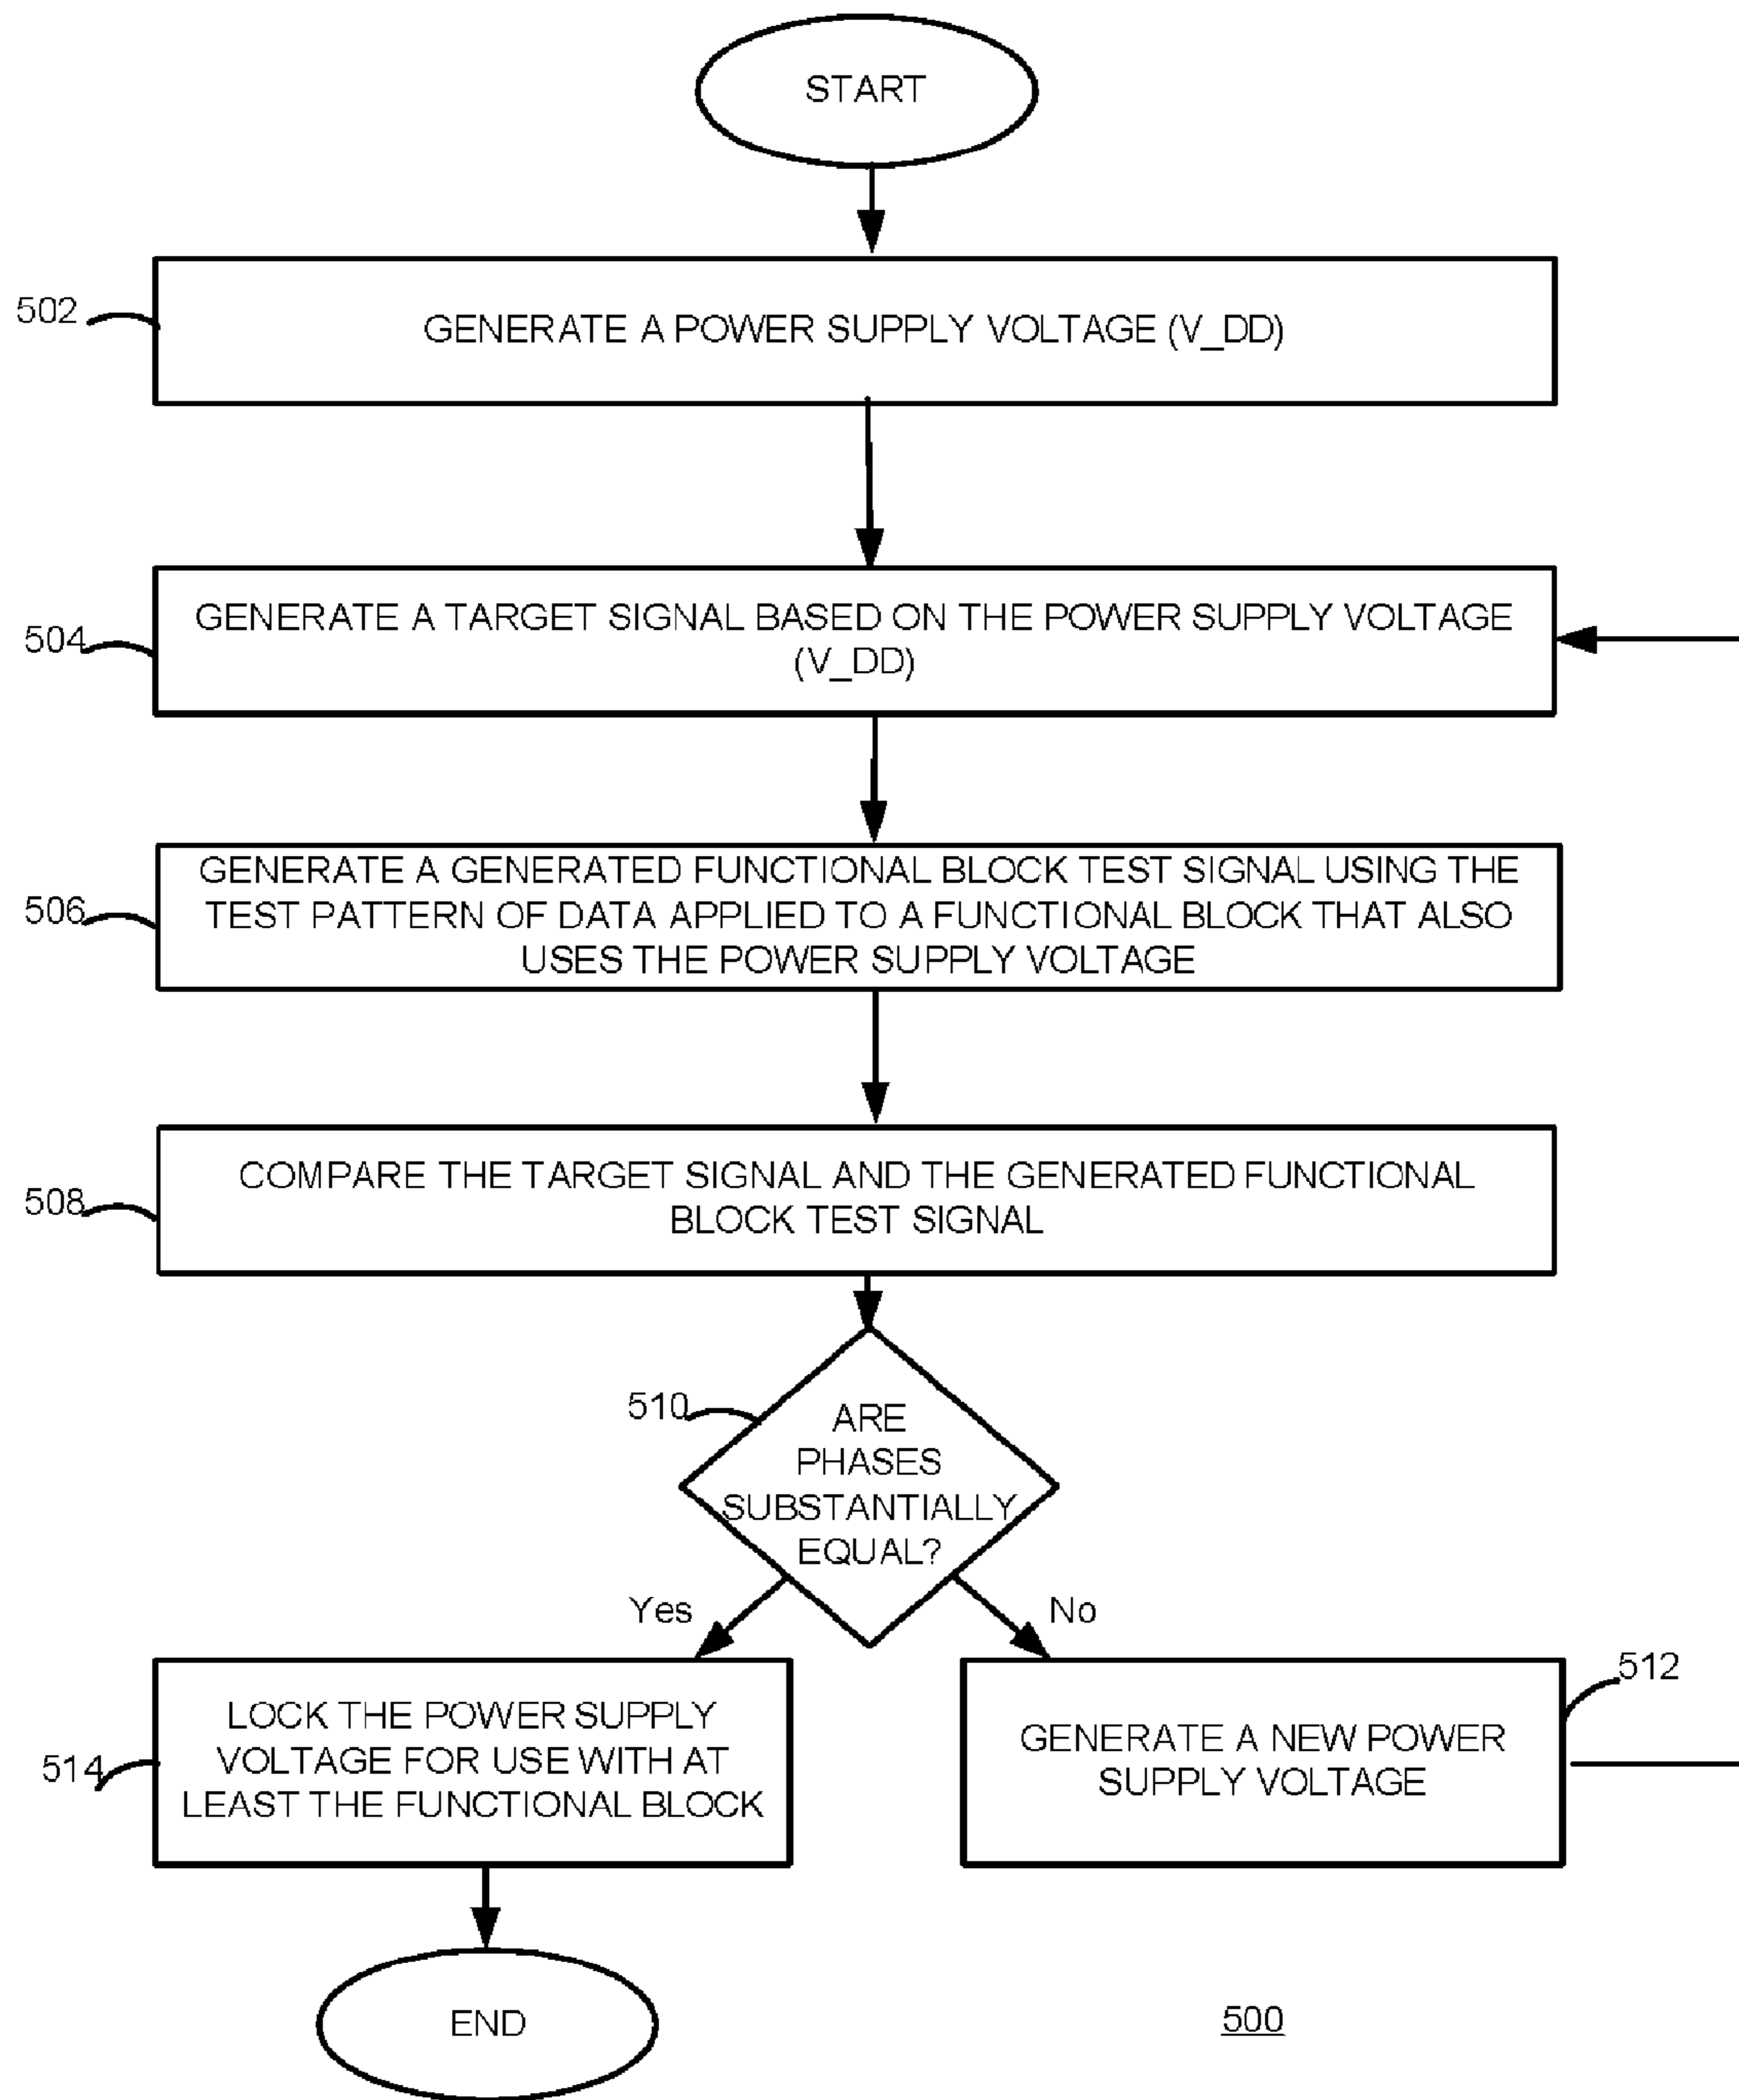 START
502
GENERATE A POWER SUPPLY VOLTAGE (V_DD)
504
GENERATE A TARGET SIGNAL BASED ON THE POWER SUPPLY VOLTAGE
(V_DD)
506
GENERATE A GENERATED FUNCTIONAL BLOCK TEST SIGNAL USING THE
TEST PATTERN OF DATA APPLIED TO A FUNCTIONAL BLOCK THAT ALSO
USES THE POWER SUPPLY VOLTAGE
508
COMPARE THE TARGET SIGNAL AND THE GENERATED FUNCTIONAL
BLOCK TEST SIGNAL
510
ARE
PHASES
SUBSTANTIALLY
EQUAL?
Yes
No
514
LOCK THE POWER SUPPLY
VOLTAGE FOR USE WITH AT
LEAST THE FUNCTIONAL BLOCK
512
GENERATE A NEW POWER
SUPPLY VOLTAGE
END
500